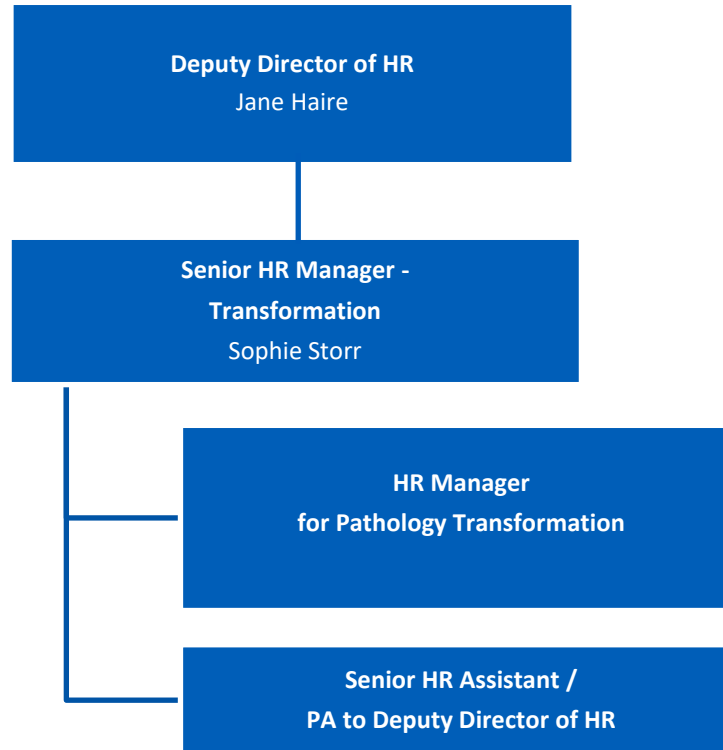 Deputy Director of HR
Jane Haire
Senior HR Manager -
Transformation
Sophie Storr
HR Manager
for Pathology Transformation
Senior HR Assistant /
PA to Deputy Director of HR